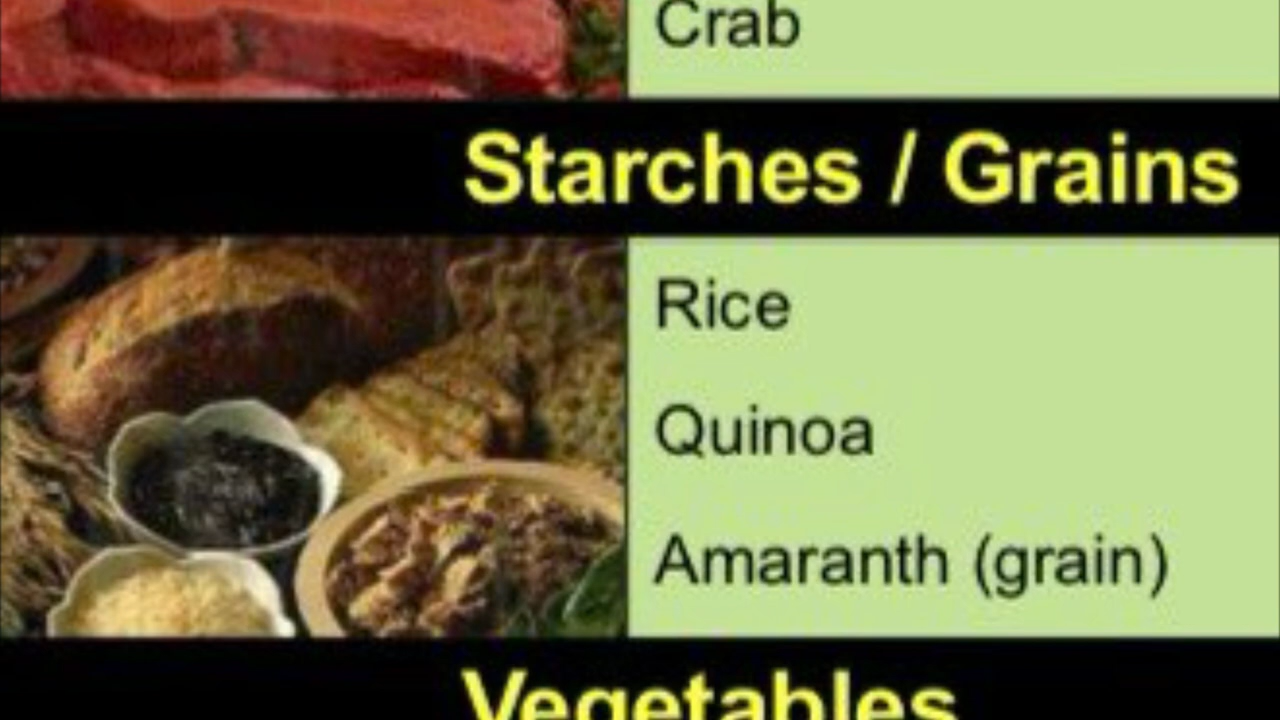 Crab
Starches / Grains
Rice
Quinoa
Amaranth (grain)
Vegetables